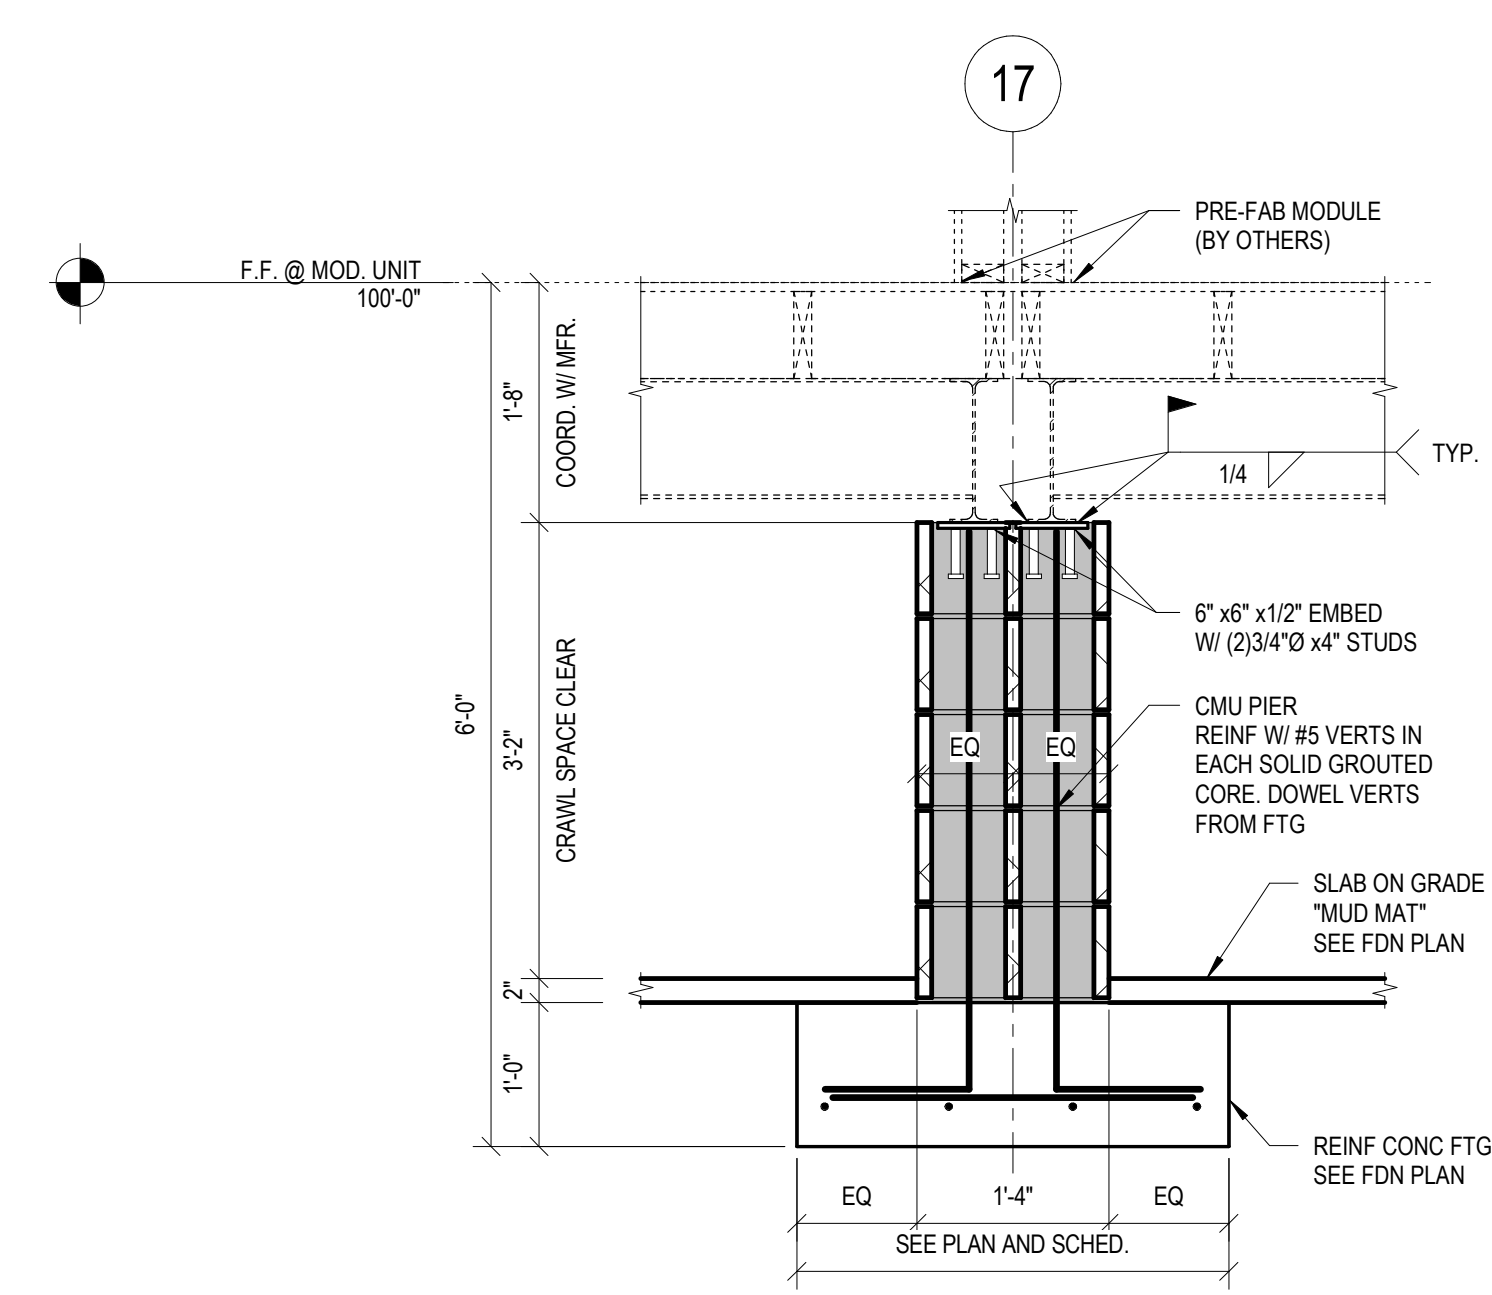 17
PRE-FAB MODULE
(BY OTHERS)
F.F. @ MOD. UNIT
100'-0"
1'-8"
COORD. W/ MFR.
TYP.
1/4
6" x6" x1/2" EMBED
W/ (2)3/4"Ø x4" STUDS
6'-0"
3'-2"
CRAWL SPACE CLEAR
EQ
EQ
CMU PIER
REINF W/ #5 VERTS IN
EACH SOLID GROUTED
CORE. DOWEL VERTS
FROM FTG
SLAB ON GRADE
"MUD MAT"
SEE FDN PLAN
2"
1'-0"
REINF CONC FTG
SEE FDN PLAN
EQ
1'-4"
EQ
SEE PLAN AND SCHED.